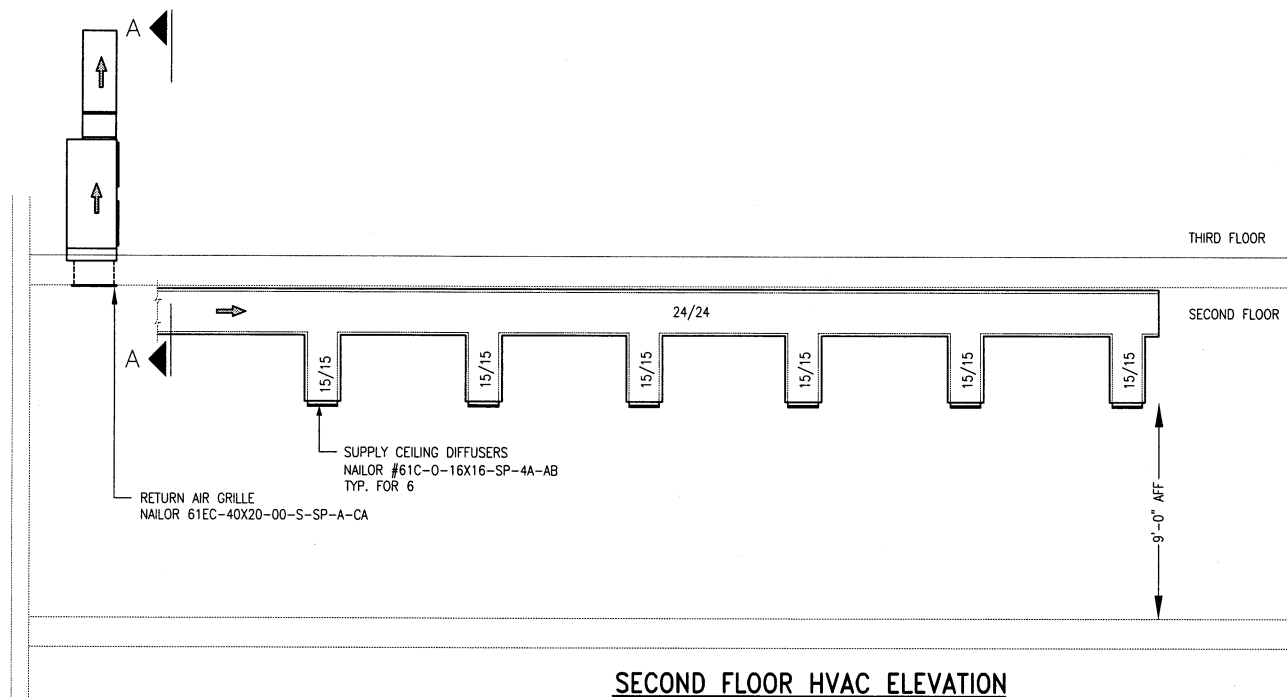 A
THIRD FLOOR
24/24
SECOND FLOOR
A
15/15
15/15
15/15
15/15
15/15
15/15
SUPPLY CEILING DIFFUSERS
NAILOR #61C-O-16X16-SP-4A-AB
TYP. FOR 6
RETURN AIR GRILLE
NAILOR 61EC-40X20-00-S-SP-A-CA
9'-0" AFF
SECOND FLOOR HVAC ELEVATION